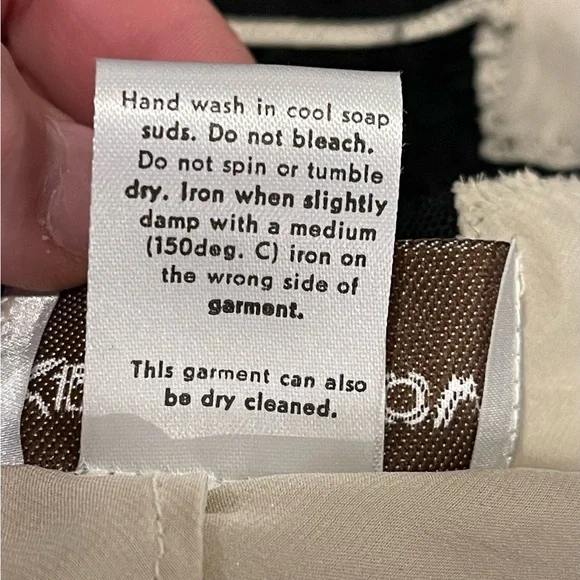 Hand wash in cool soap
suds. Do not bleach.
Do not spin or tumble
dry. Iron when slightly
damp with a medium
(150deg. C) iron on
the wrong side of
garment.
This garment can also
be dry cleaned.